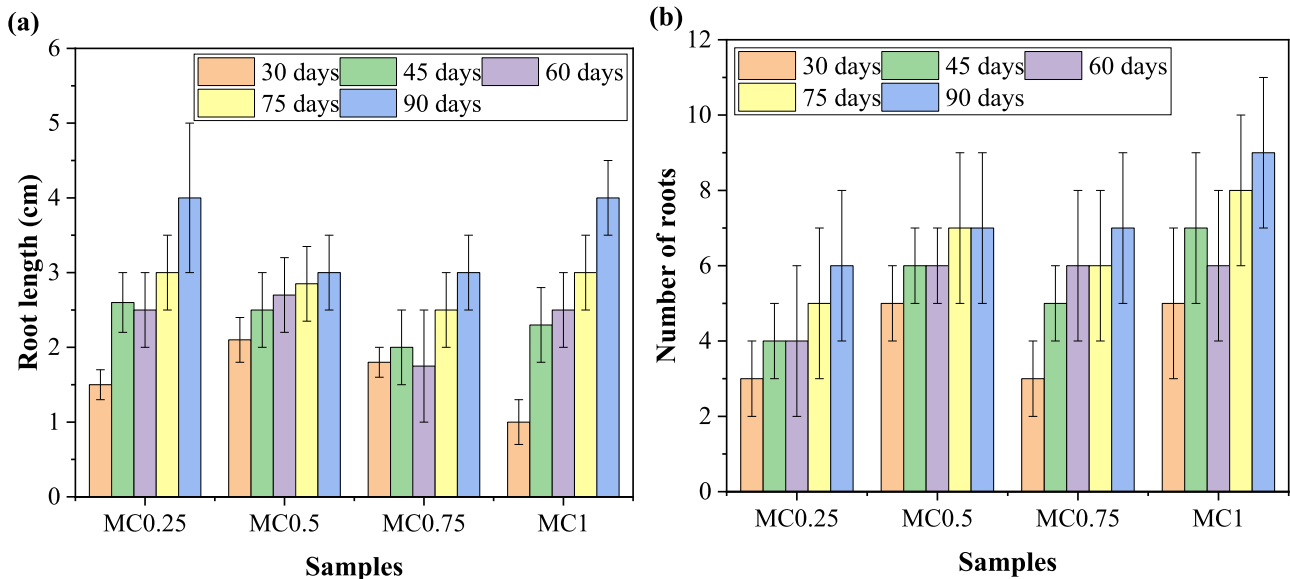 (a)
Root length (cm)
6
5
4
3
2
1
0
30 days 45 days 60 days
75 days 90 days
MC0.25 MC0.5 MC0.75 MC1
Samples
(b)
Number of roots
12
10
8
6
4
2
0
30 days 45 days 60 days
75 days 90 days
MC0.25 MC0.5 MC0.75 MC1
Samples